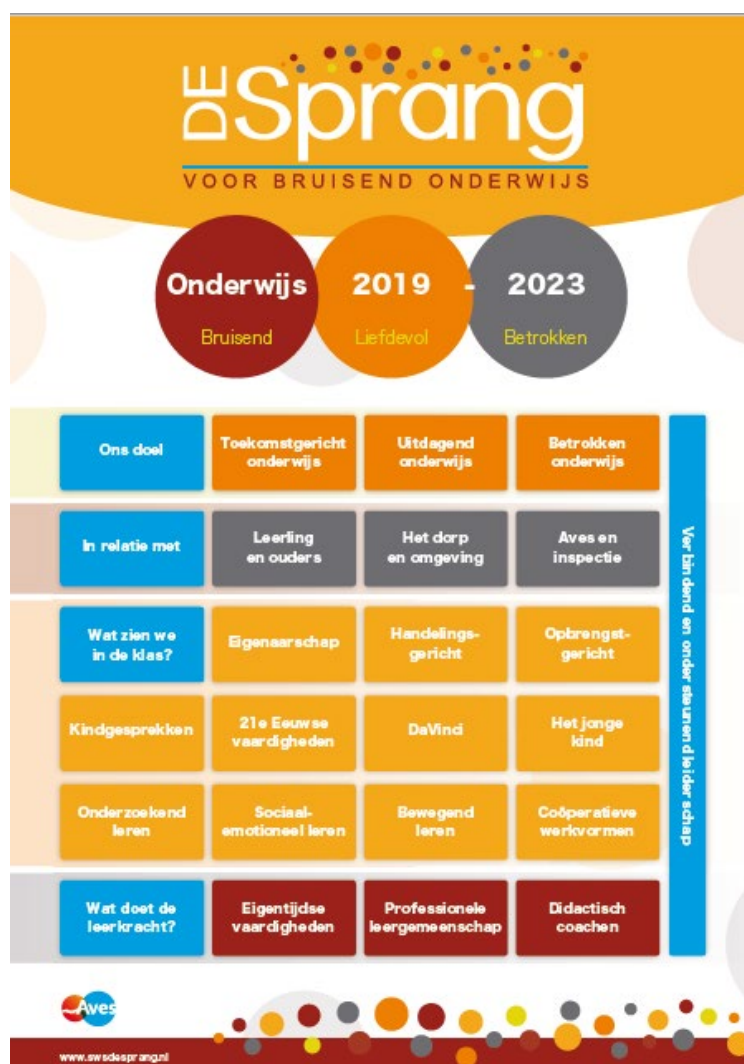 DE Sprang
VOOR BRUISEND ONDERWIJS
Onderwijs 2019 - 2023
Bruisend Liefdevol Betrokken
Ons doel
Toekomstgericht
onderwijs
Uitdagend
onderwijs
Betrokken
onderwijs
In relatie met
Leerling
en ouders
Het dorp
en omgeving
Aves en
inspectie
Wat zien we
in de klas?
Eigenaarschap
Handelings-
gericht
Opbrengst-
gericht
Kindgesprekken
21e Eeuwse
vaardigheden
DaVinci
Het jonge
kind
Onderzoekend
leren
Sociaal-
emotioneel leren
Bewegend
leren
Coöperatieve
werkvormen
Wat doet de
leerkracht?
Eigentijdse
vaardigheden
Professionele
leergemeenschap
Didactisch
coachen
Verbindend en ondersteunend leiderschap
Aves
www.swsdesprang.nl